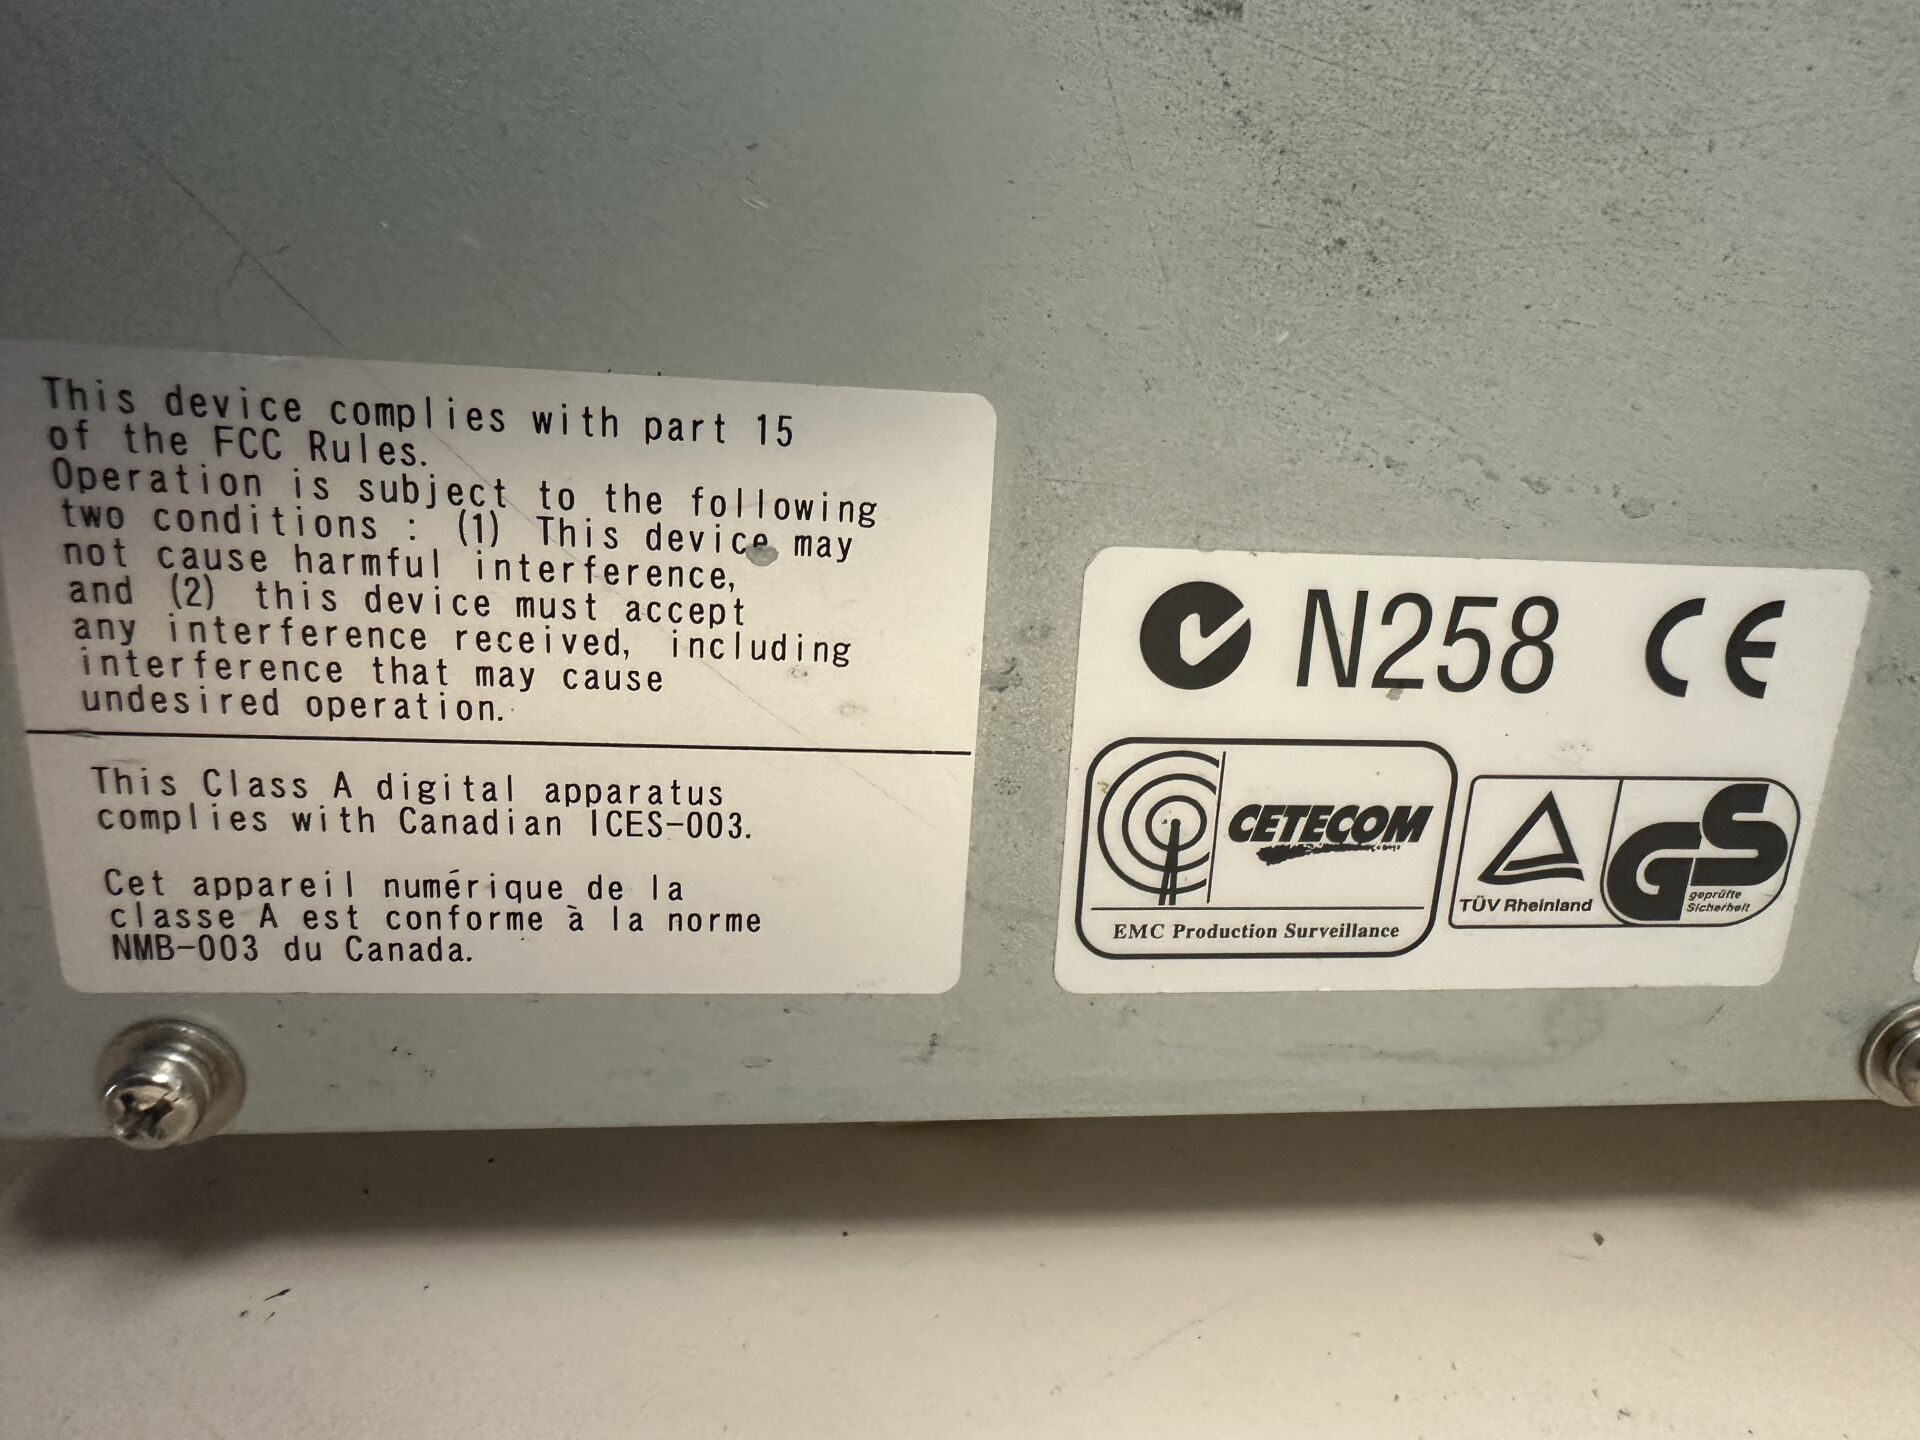 This device complies with part 15
of the FCC Rules.
Operation is subject to the following
two conditions : (1) This device may
not cause harmful interference,
and (2) this device must accept
any interference received, including
interference that may cause
undesired operation.
This Class A digital apparatus
complies with Canadian ICES-003.
Cet appareil numérique de la
classe A est conforme à la norme
NMB-003 du Canada.
N258 CE
CETECOM
EMC Production Surveillance
TÜV Rheinland
GS
geprüfte
Sicherheit